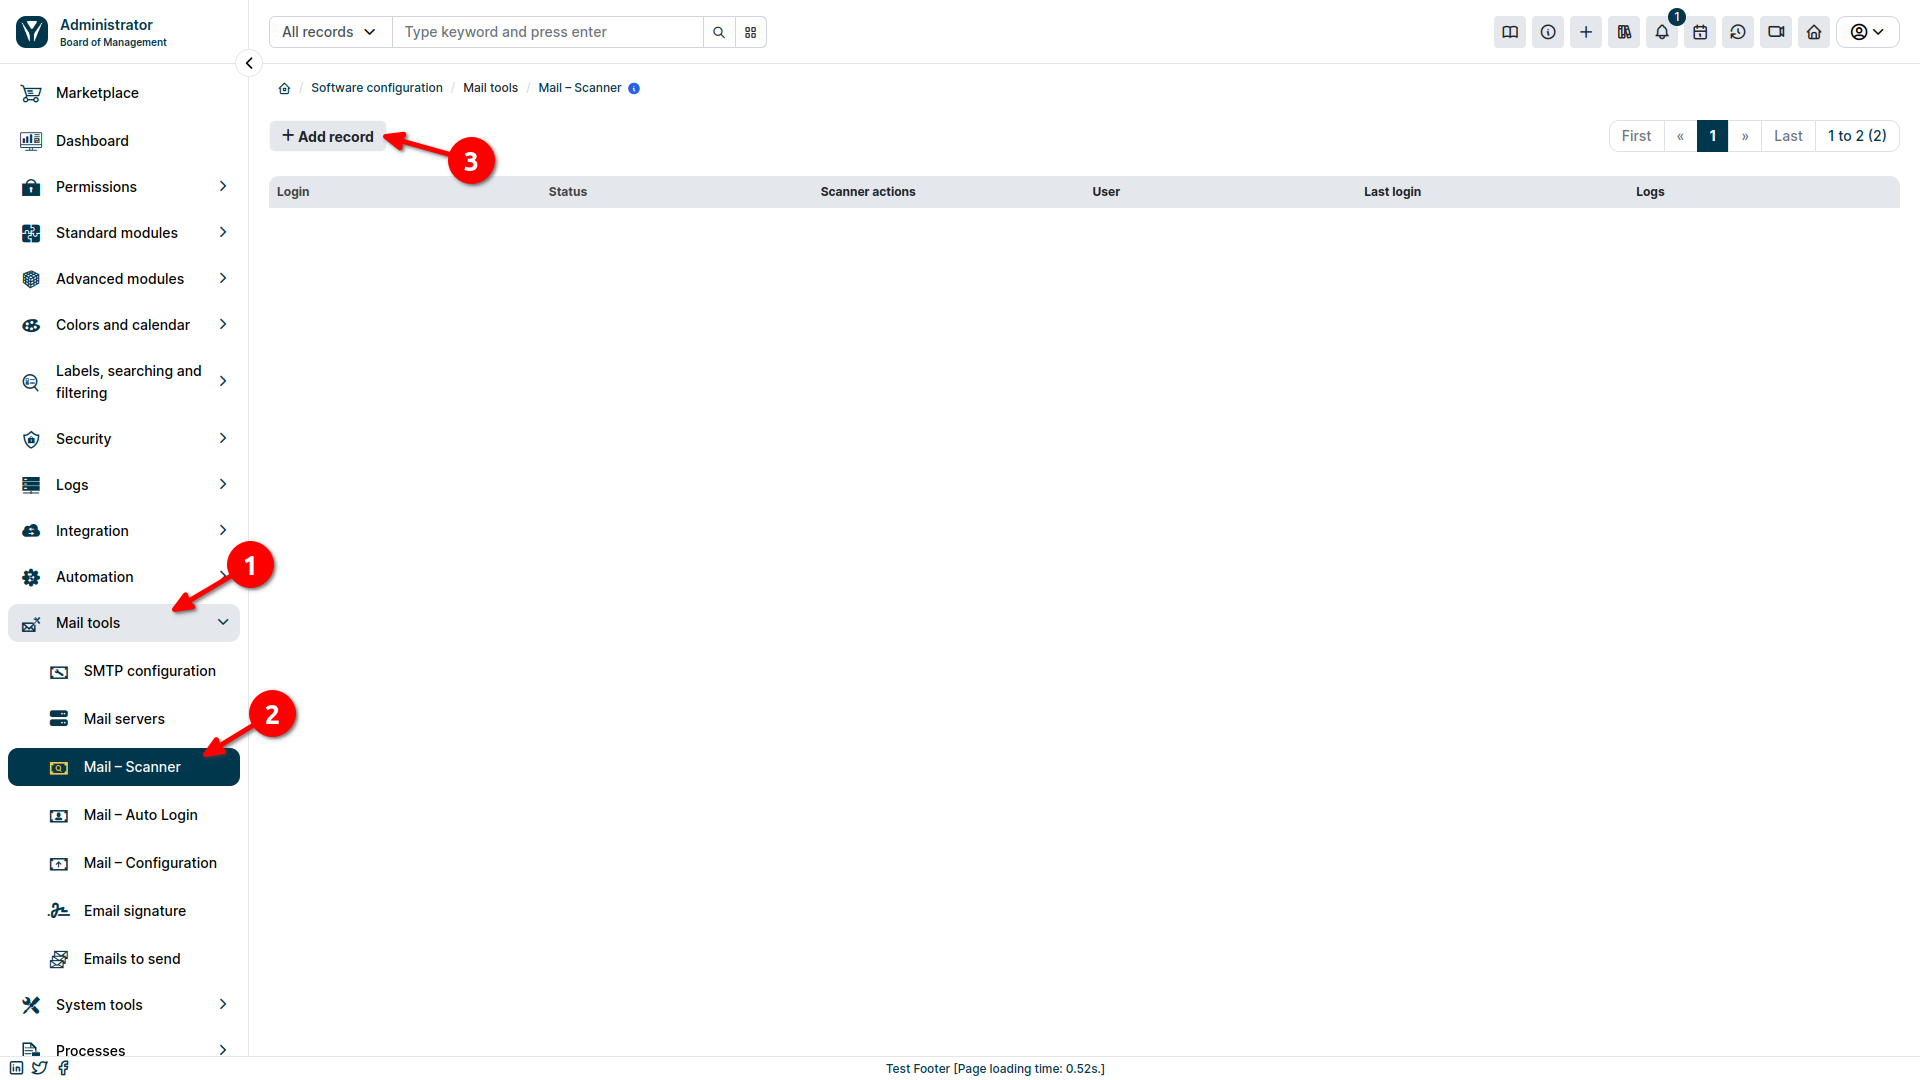 Administrator
Board of Management
All records
Type keyword and press enter
1
Marketplace
Dashboard
Permissions
Standard modules
Advanced modules
Colors and calendar
Labels, searching and
filtering
Security
Logs
Integration
Automation
1
Mail tools
SMTP configuration
Mail servers
2
Mail – Scanner
Mail – Auto Login
Mail – Configuration
Email signature
Emails to send
System tools
Processes
/ Software configuration / Mail tools / Mail – Scanner
+ Add record
3
First « 1 » Last 1 to 2 (2)
Login Status Scanner actions User Last login Logs
Test Footer [Page loading time: 0.52s.]